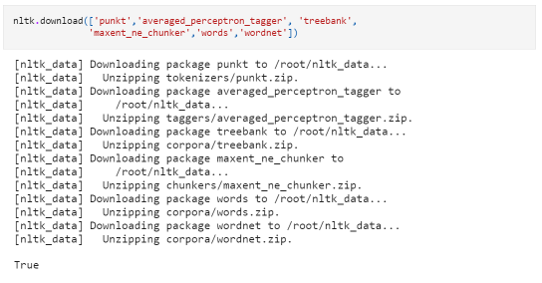 nltk.download(['punkt','averaged_perceptron_tagger', 'treebank',
'maxent_ne_chunker','words','wordnet'])
[nltk_data] Downloading package punkt to /root/nltk_data...
[nltk_data]   Unzipping tokenizers/punkt.zip.
[nltk_data] Downloading package averaged_perceptron_tagger to
[nltk_data]     /root/nltk_data...
[nltk_data]   Unzipping taggers/averaged_perceptron_tagger.zip.
[nltk_data] Downloading package treebank to /root/nltk_data...
[nltk_data]   Unzipping corpora/treebank.zip.
[nltk_data] Downloading package maxent_ne_chunker to
[nltk_data]     /root/nltk_data...
[nltk_data]   Unzipping chunkers/maxent_ne_chunker.zip.
[nltk_data] Downloading package words to /root/nltk_data...
[nltk_data]   Unzipping corpora/words.zip.
[nltk_data] Downloading package wordnet to /root/nltk_data...
[nltk_data]   Unzipping corpora/wordnet.zip.
True